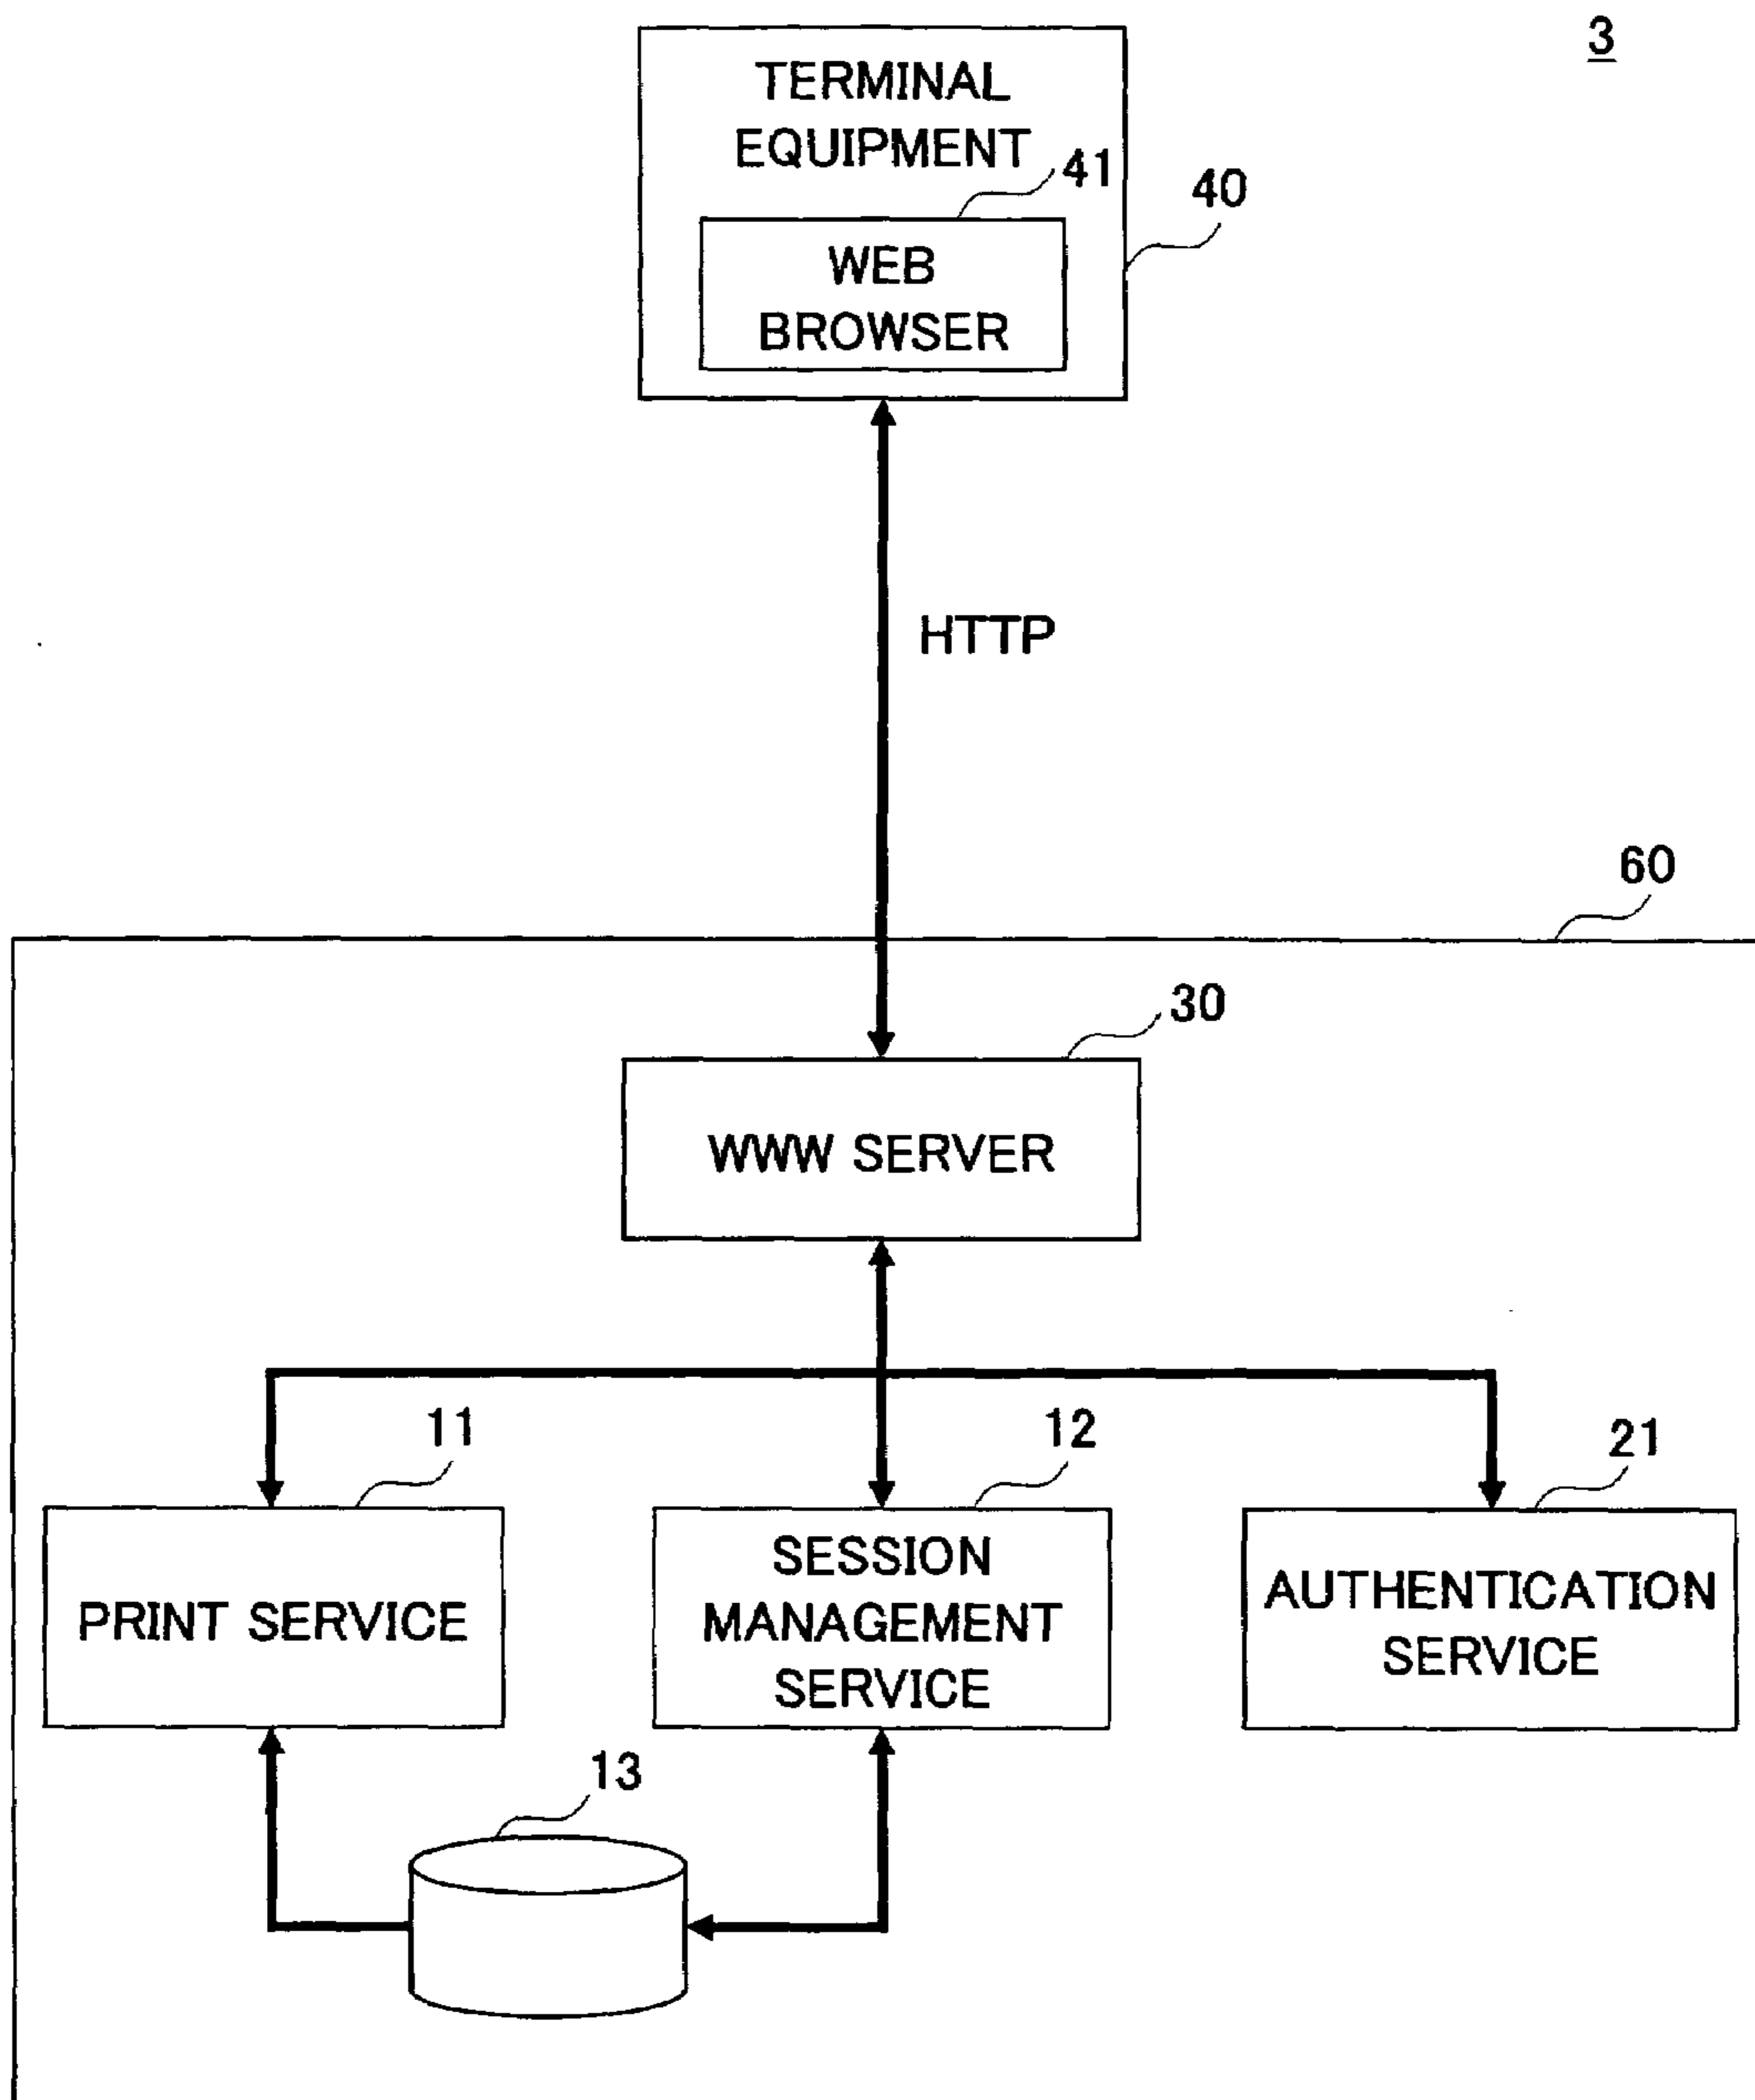 3
TERMINAL
EQUIPMENT
41
40
WEB
BROWSER
HTTP
60
30
WWW SERVER
11
12
21
PRINT SERVICE
SESSION
MANAGEMENT
SERVICE
AUTHENTICATION
SERVICE
13